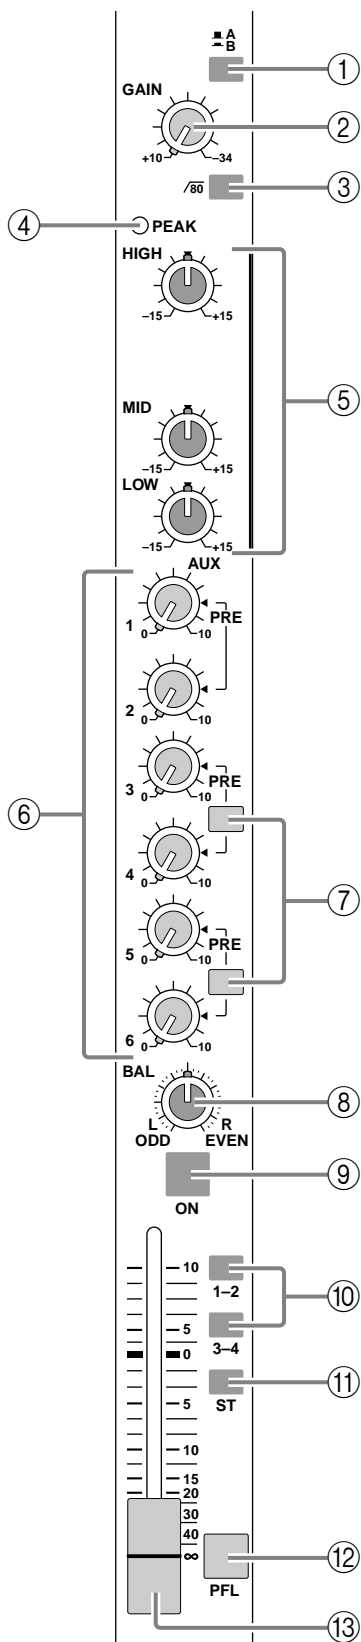 A
B
①
GAIN
②
+10 –34
/80
③
④
PEAK
HIGH
–15 +15
⑤
MID
–15 +15
LOW
–15 +15
AUX
1 0 10 PRE
2 0 10
3 0 10 PRE
⑥
4 0 10
⑦
5 0 10 PRE
6 0 10
BAL
⑧
L R
ODD EVEN
⑨
ON
10
1–2
⑩
5
3–4
0
⑪
5
ST
10
15
20
30
40
∞
⑫
PFL
⑬